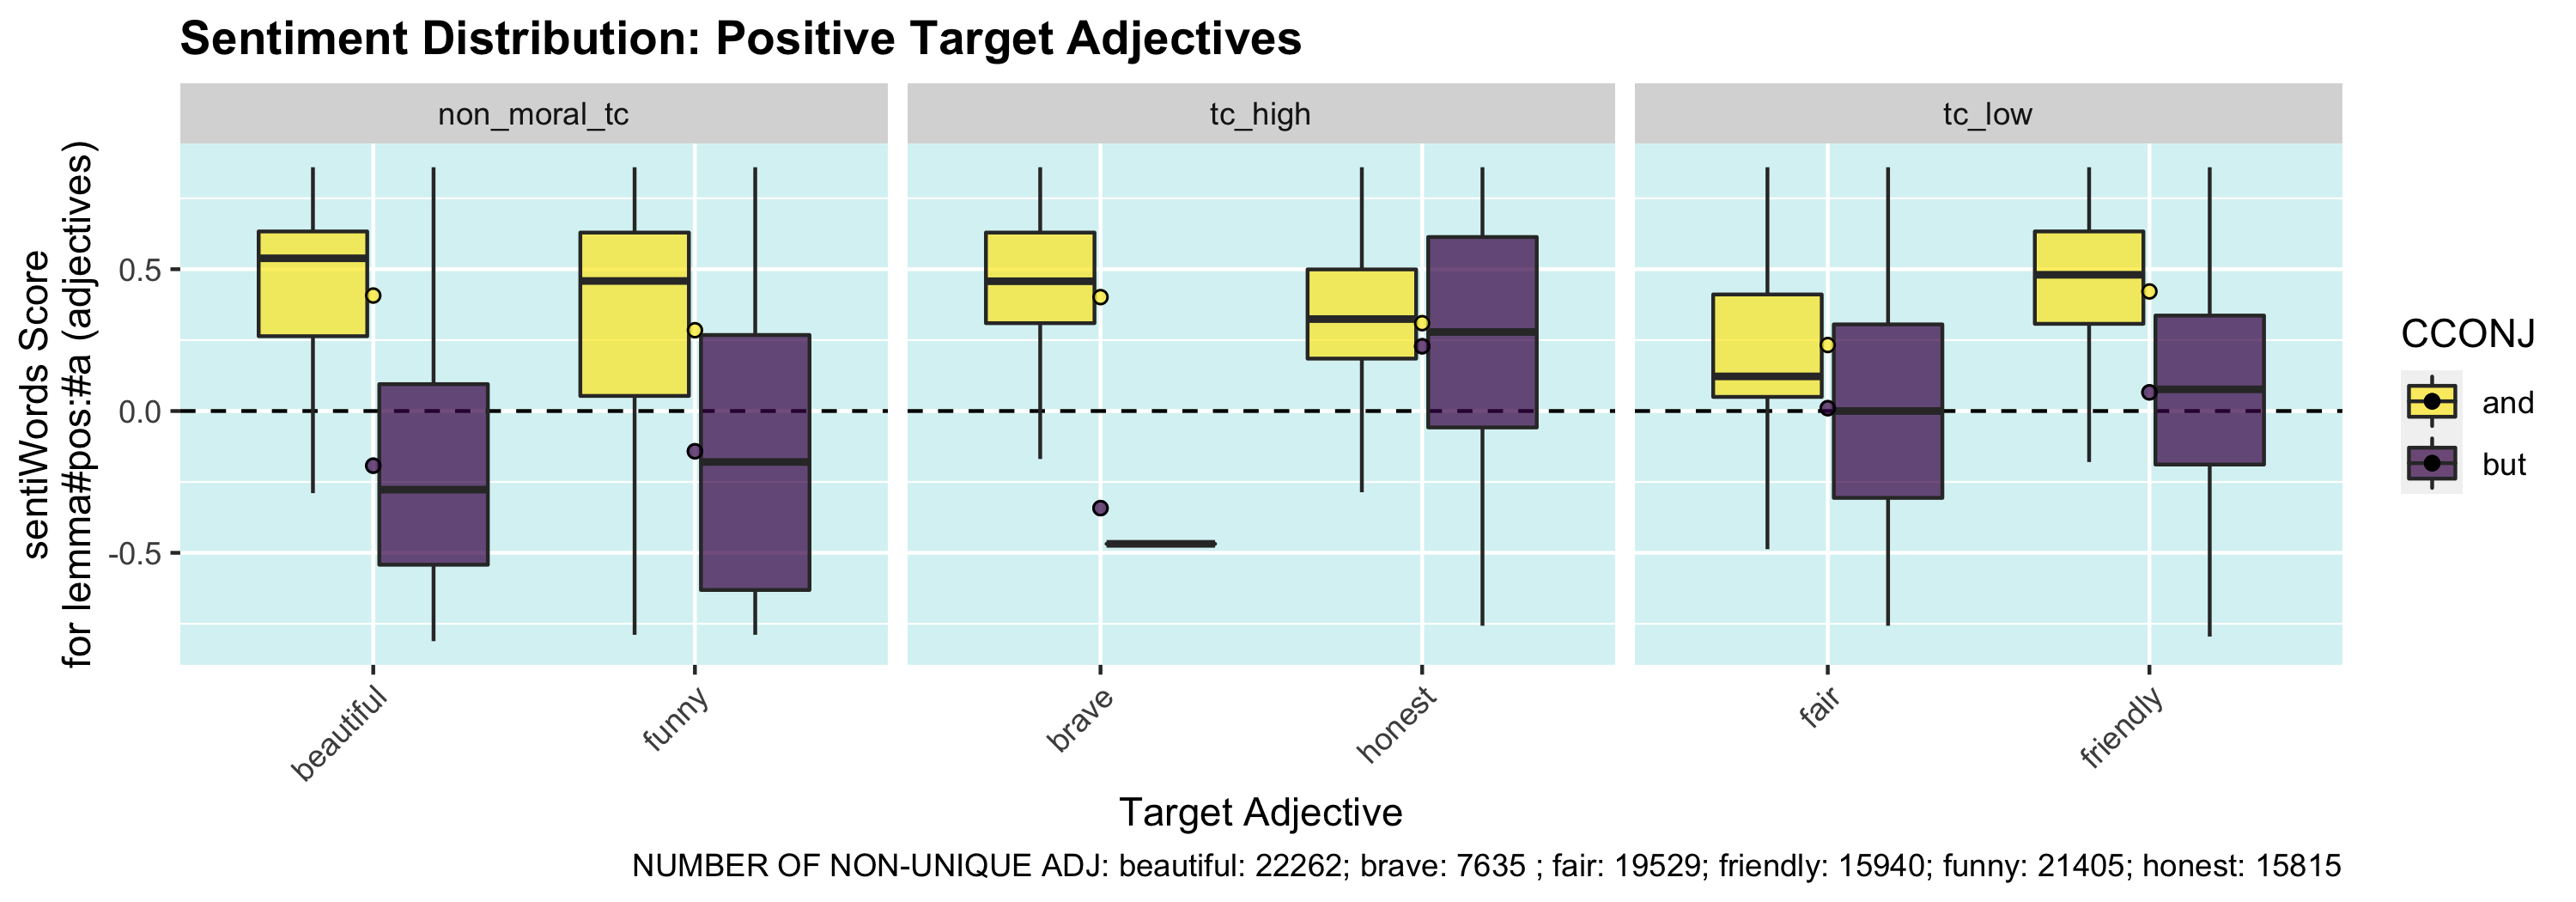 Sentiment Distribution: Positive Target Adjectives
non_moral_tc
tc_high
tc_low
sentiWords Score
for lemma#pos:#a (adjectives)
0.5
0.0
-0.5
beautiful
funny
brave
honest
fair
friendly
Target Adjective
CCONJ
and
but
NUMBER OF NON-UNIQUE ADJ: beautiful: 22262; brave: 7635 ; fair: 19529; friendly: 15940; funny: 21405; honest: 15815